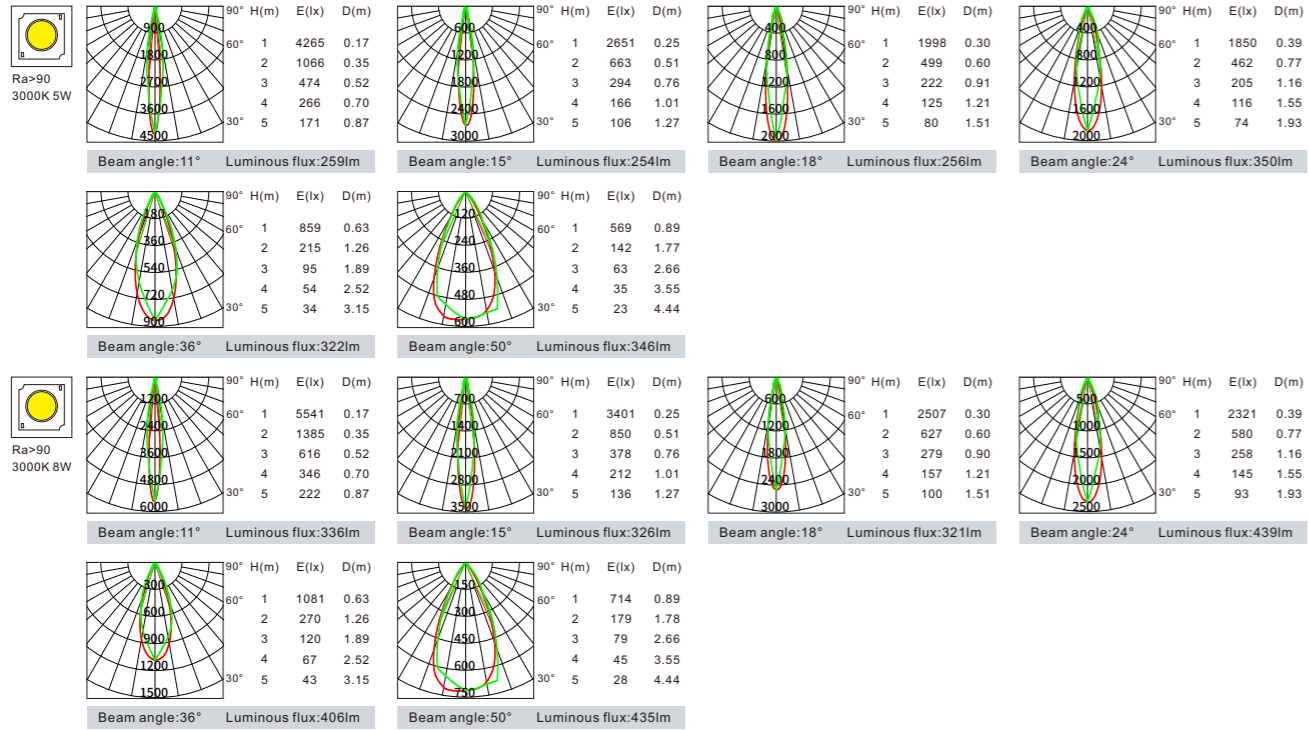 Ra>90
3000K 5W
900
1800
2700
3600
4500
90° H(m) E(lx) D(m)
60° 1 4265 0.17
2 1066 0.35
3 474 0.52
4 266 0.70
30° 5 171 0.87
Beam angle:11° Luminous flux:259lm
600
1200
1800
2400
3000
90° H(m) E(lx) D(m)
60° 1 2651 0.25
2 663 0.51
3 294 0.76
4 166 1.01
30° 5 106 1.27
Beam angle:15° Luminous flux:254lm
400
800
1200
1600
2000
90° H(m) E(lx) D(m)
60° 1 1998 0.30
2 499 0.60
3 222 0.91
4 125 1.21
30° 5 80 1.51
Beam angle:18° Luminous flux:256lm
400
800
1200
1600
2000
90° H(m) E(lx) D(m)
60° 1 1850 0.39
2 462 0.77
3 205 1.16
4 116 1.55
30° 5 74 1.93
Beam angle:24° Luminous flux:350lm
180
360
540
720
900
90° H(m) E(lx) D(m)
60° 1 859 0.63
2 215 1.26
3 95 1.89
4 54 2.52
30° 5 34 3.15
Beam angle:36° Luminous flux:322lm
120
240
360
480
600
90° H(m) E(lx) D(m)
60° 1 569 0.89
2 142 1.77
3 63 2.66
4 35 3.55
30° 5 23 4.44
Beam angle:50° Luminous flux:346lm
Ra>90
3000K 8W
1200
2400
3600
4800
6000
90° H(m) E(lx) D(m)
60° 1 5541 0.17
2 1385 0.35
3 616 0.52
4 346 0.70
30° 5 222 0.87
Beam angle:11° Luminous flux:336lm
700
1400
2100
2800
3500
90° H(m) E(lx) D(m)
60° 1 3401 0.25
2 850 0.51
3 378 0.76
4 212 1.01
30° 5 136 1.27
Beam angle:15° Luminous flux:326lm
600
1200
1800
2400
3000
90° H(m) E(lx) D(m)
60° 1 2507 0.30
2 627 0.60
3 279 0.90
4 157 1.21
30° 5 100 1.51
Beam angle:18° Luminous flux:321lm
500
1000
1500
2000
2500
90° H(m) E(lx) D(m)
60° 1 2321 0.39
2 580 0.77
3 258 1.16
4 145 1.55
30° 5 93 1.93
Beam angle:24° Luminous flux:439lm
300
600
900
1200
1500
90° H(m) E(lx) D(m)
60° 1 1081 0.63
2 270 1.26
3 120 1.89
4 67 2.52
30° 5 43 3.15
Beam angle:36° Luminous flux:406lm
150
300
450
600
750
90° H(m) E(lx) D(m)
60° 1 714 0.89
2 179 1.78
3 79 2.66
4 45 3.55
30° 5 28 4.44
Beam angle:50° Luminous flux:435lm